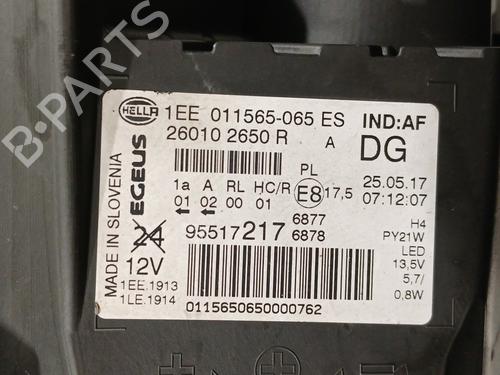 B-PARTS
HELLA 1EE 011565-065 ES IND:AF
26010 2650 R A DG
PL
E8 17,5
25.05.17
07:12:07
1a A RL HC/R
01 02 00 01
6877
95517217 6878
H4
PY21W
LED
13,5V
5,7/
0,8W
MADE IN SLOVENIA
EGEUS
24
12V
1EE.1913
1LE.1914
0115650650000762